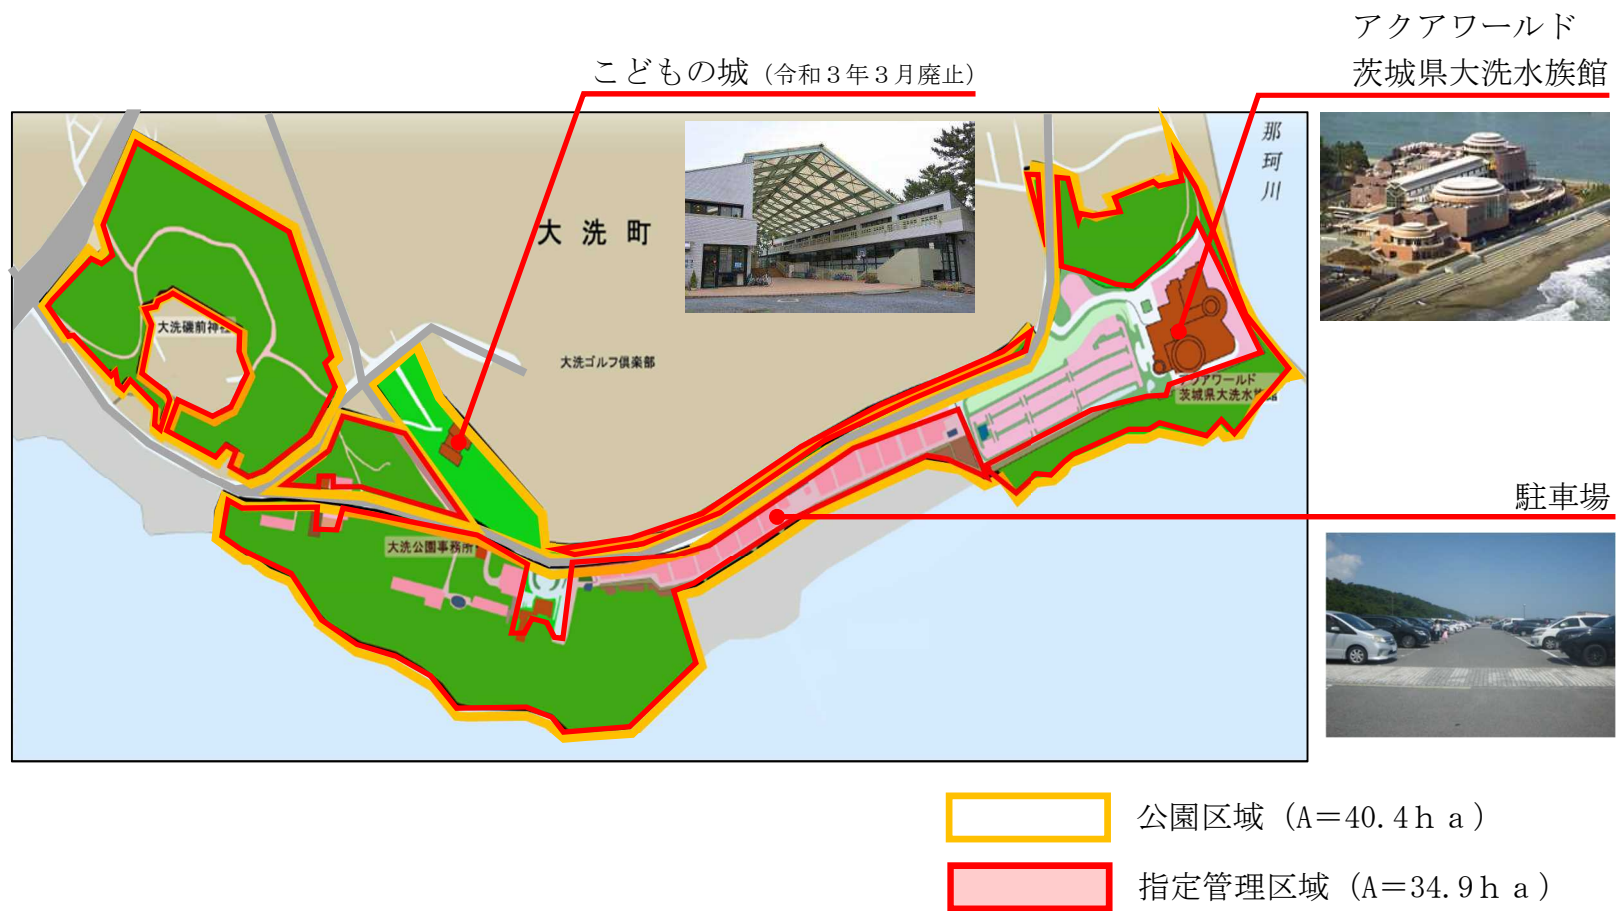 アクアワールド
茨城県大洗水族館
こどもの城（令和３年３月廃止）
那珂川
大洗町
大洗磯前神社
大洗ゴルフ倶楽部
アクアワールド
茨城県大洗水族館
駐車場
大洗公園事務所
公園区域（A＝40.4ｈａ）
指定管理区域（A＝34.9ｈａ）